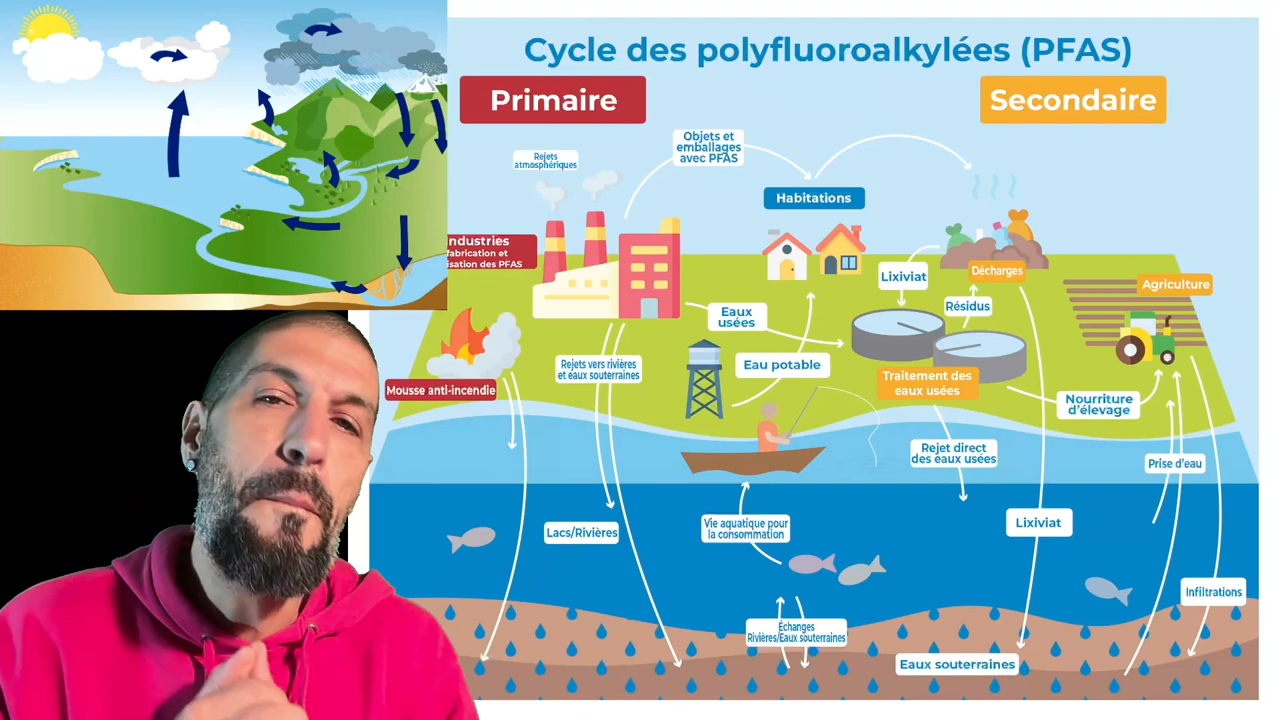 Cycle des polyfluoroalkylées (PFAS)
Primaire
Secondaire
Objets et
emballages
avec PFAS
Rejets
atmosphériques
Habitations
ndustries
fabrication et
isation des PFAS
Lixiviat
Décharges
Agriculture
Résidus
Eaux
usées
Rejets vers rivières
et eaux souterraines
Eau potable
Mousse anti-incendie
Traitement des
eaux usées
Nourriture
d'élevage
Rejet direct
des eaux usées
Prise d'eau
Lacs/Rivières
Vie aquatique pour
la consommation
Lixiviat
Infiltrations
Échanges
Rivières/Eaux souterraines
Eaux souterraines